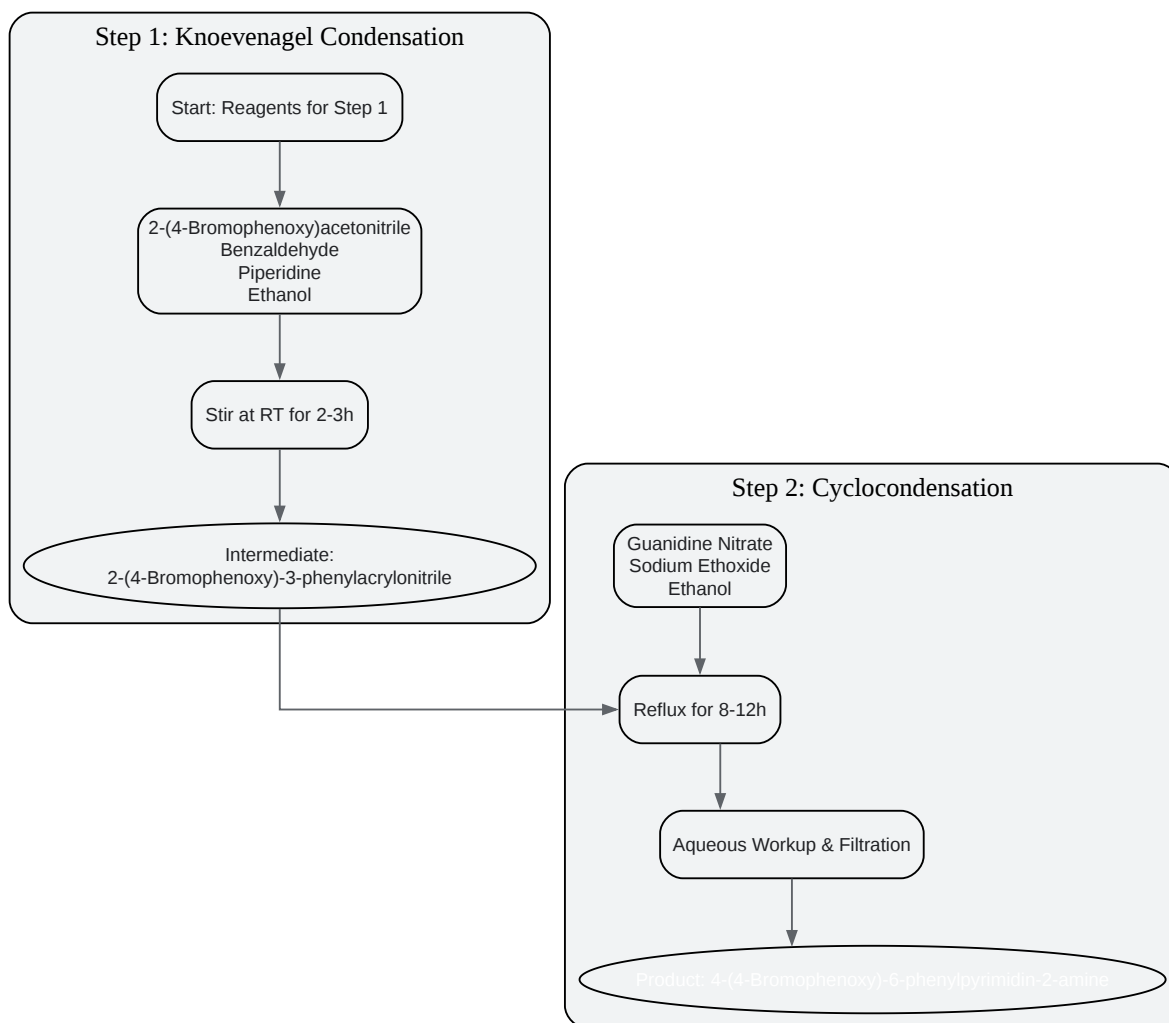 Step 1: Knoevenagel Condensation
Start: Reagents for Step 1
2-(4-Bromophenoxy)acetonitrile
Benzaldehyde
Piperidine
Ethanol
Stir at RT for 2-3h
Intermediate:
2-(4-Bromophenoxy)-3-phenylacrylonitrile
Step 2: Cyclocondensation
Guanidine Nitrate
Sodium Ethoxide
Ethanol
Reflux for 8-12h
Aqueous Workup & Filtration
Product: 4-(4-Bromophenoxy)-6-phenylpyrimidin-2-amine